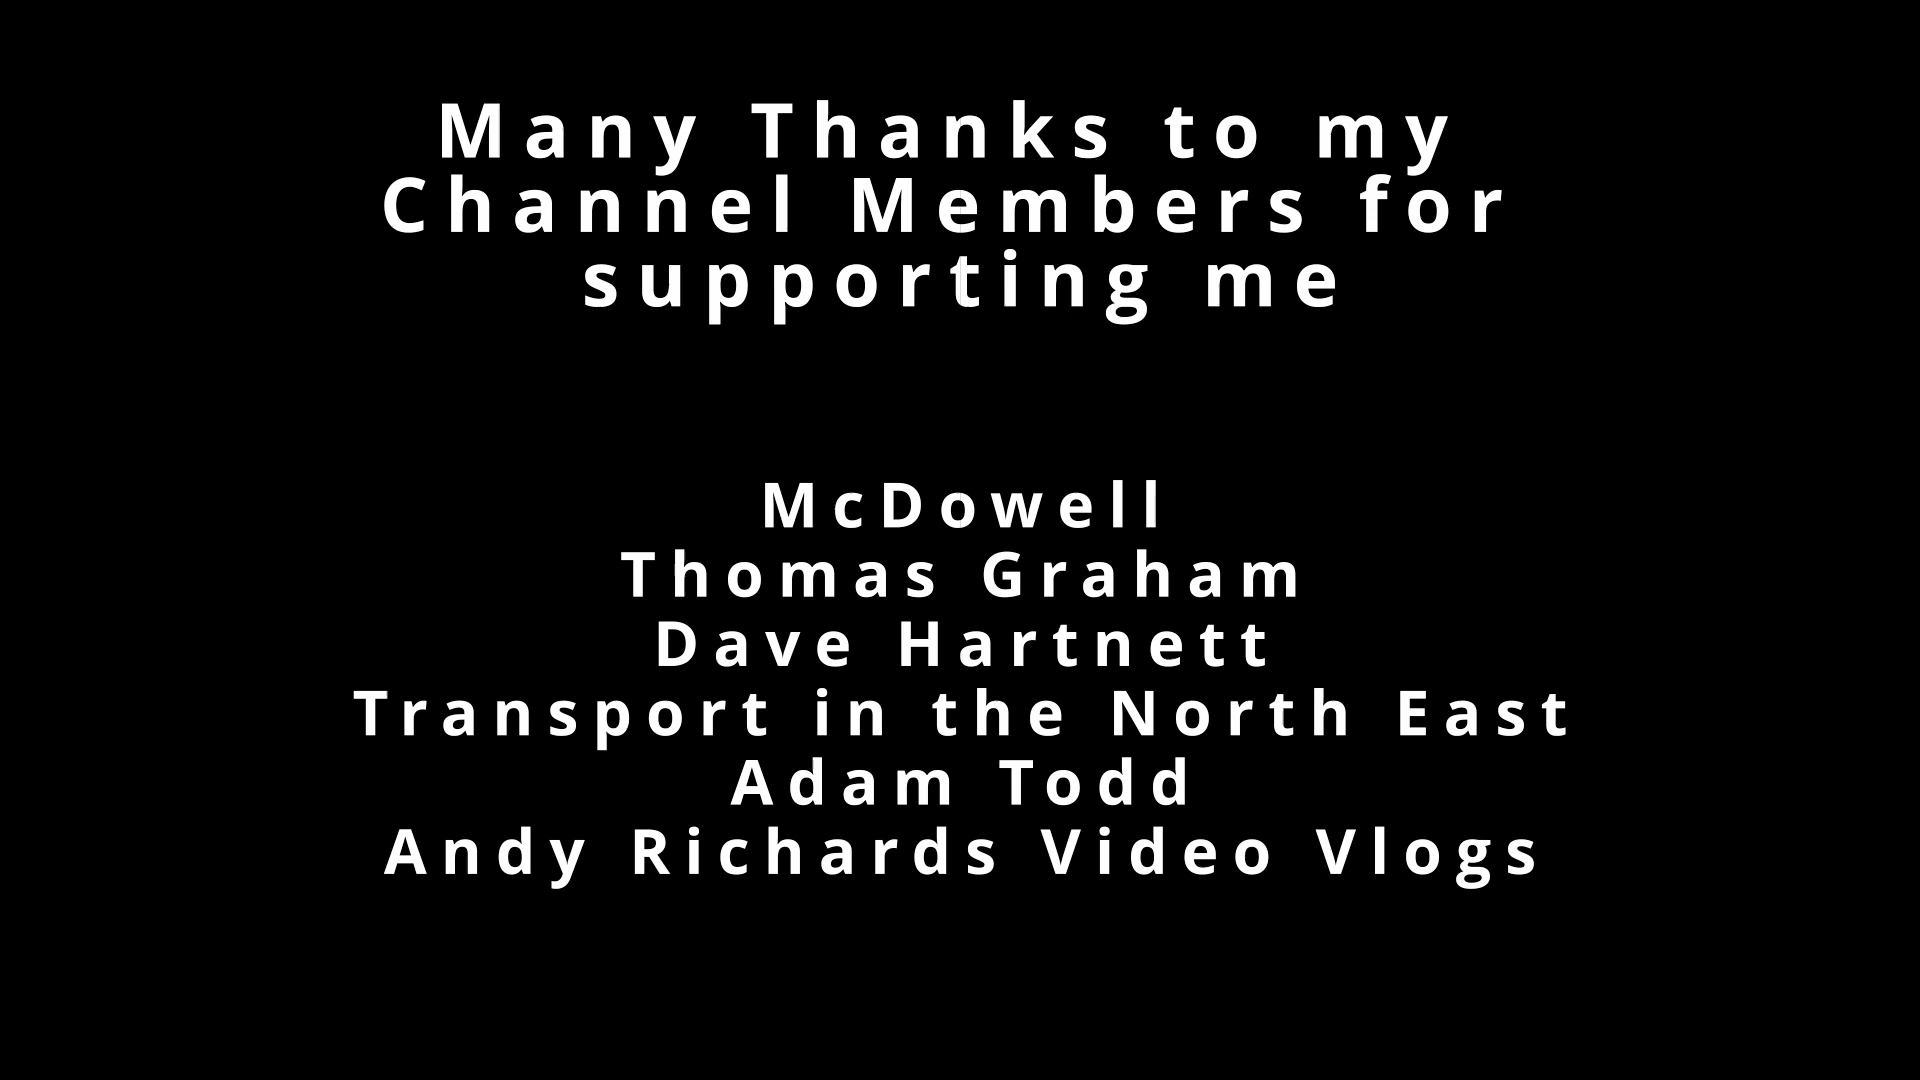 Many Thanks to my
Channel Members for
supporting me
McDowell
Thomas Graham
Dave Hartnett
Transport in the North East
Adam Todd
Andy Richards Video Vlogs